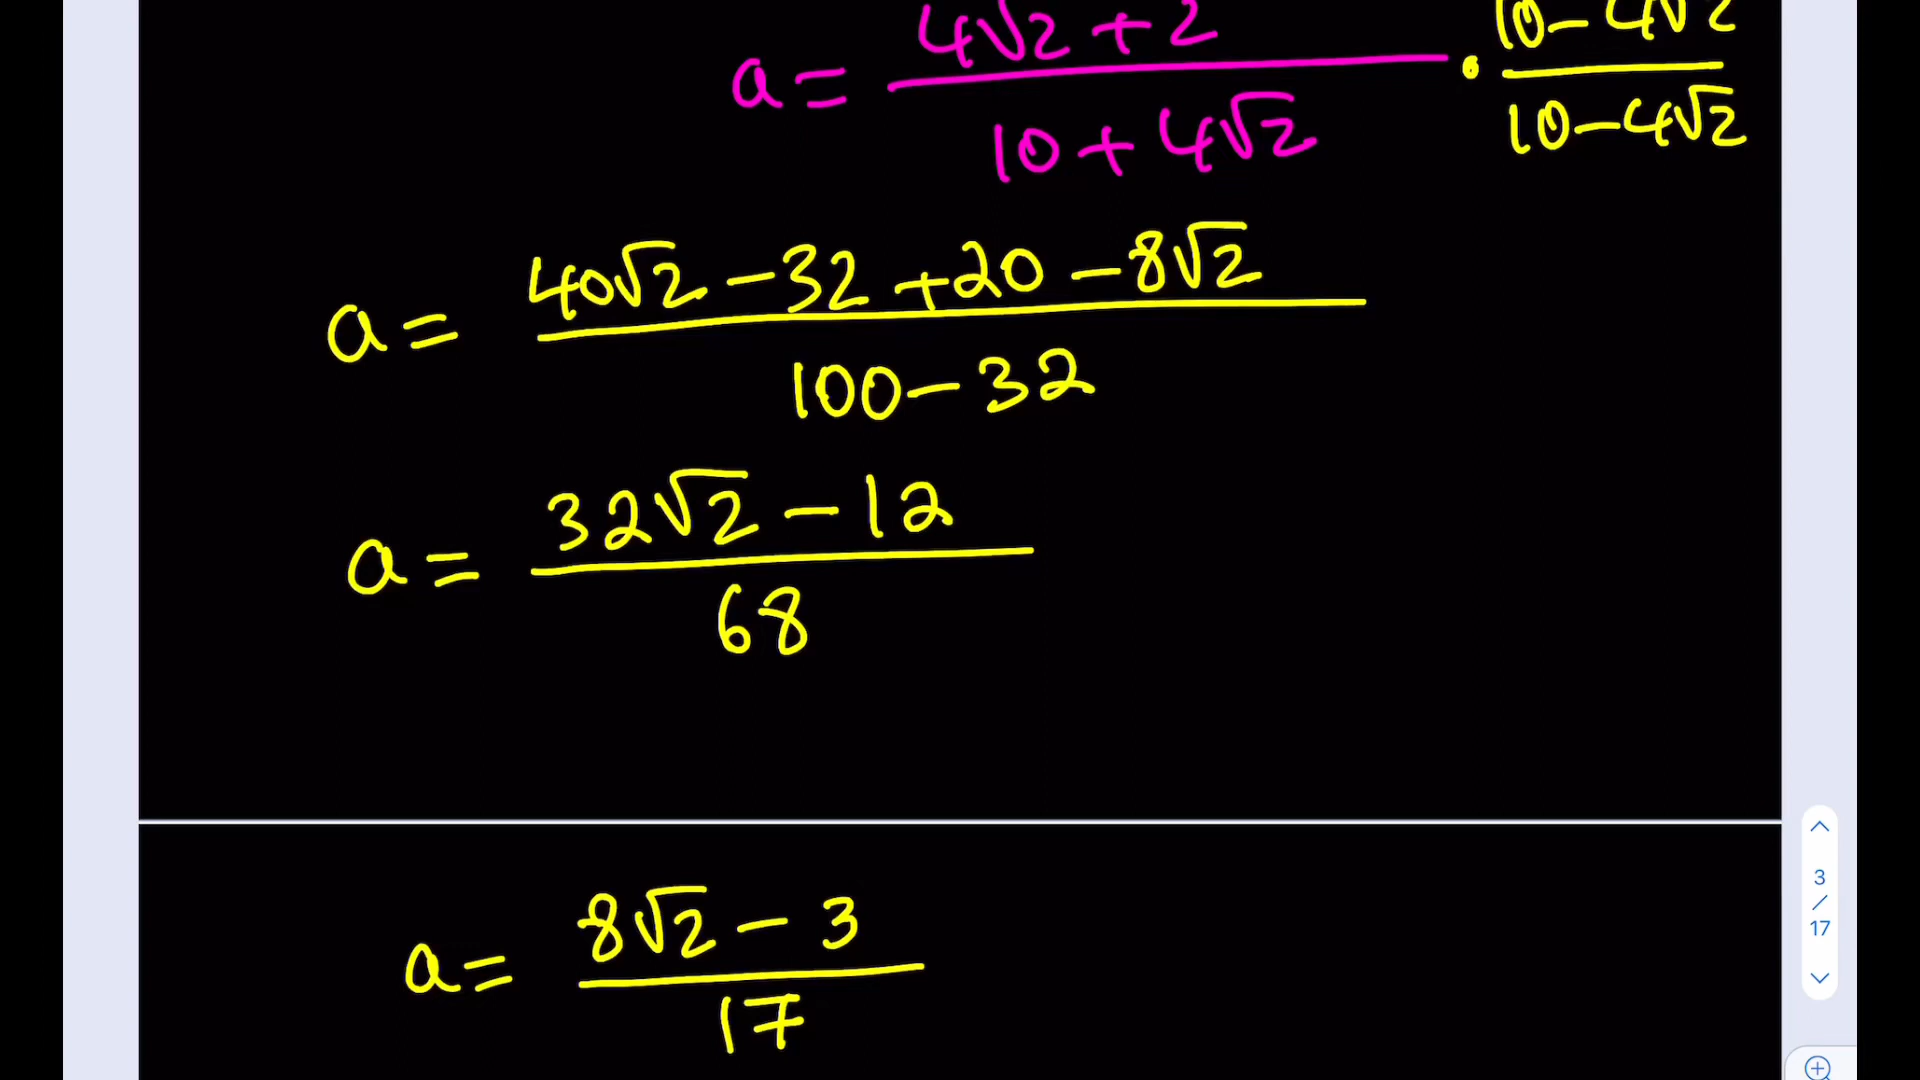 a = (4√2 + 2)/(10 + 4√2) · (10 − 4√2)/(10 − 4√2)
a = (40√2 − 32 + 20 − 8√2)/(100 − 32)
a = (32√2 − 12)/68
a = (8√2 − 3)/17
3
/
17